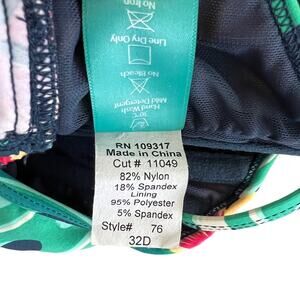 No Iron
Line Dry Only
No Bleach
Mild Detergent
Hand Wash
30°C
RN 109317
Made in China
Cut # 11049
82% Nylon
18% Spandex
Lining
95% Polyester
5% Spandex
Style# 76
32D